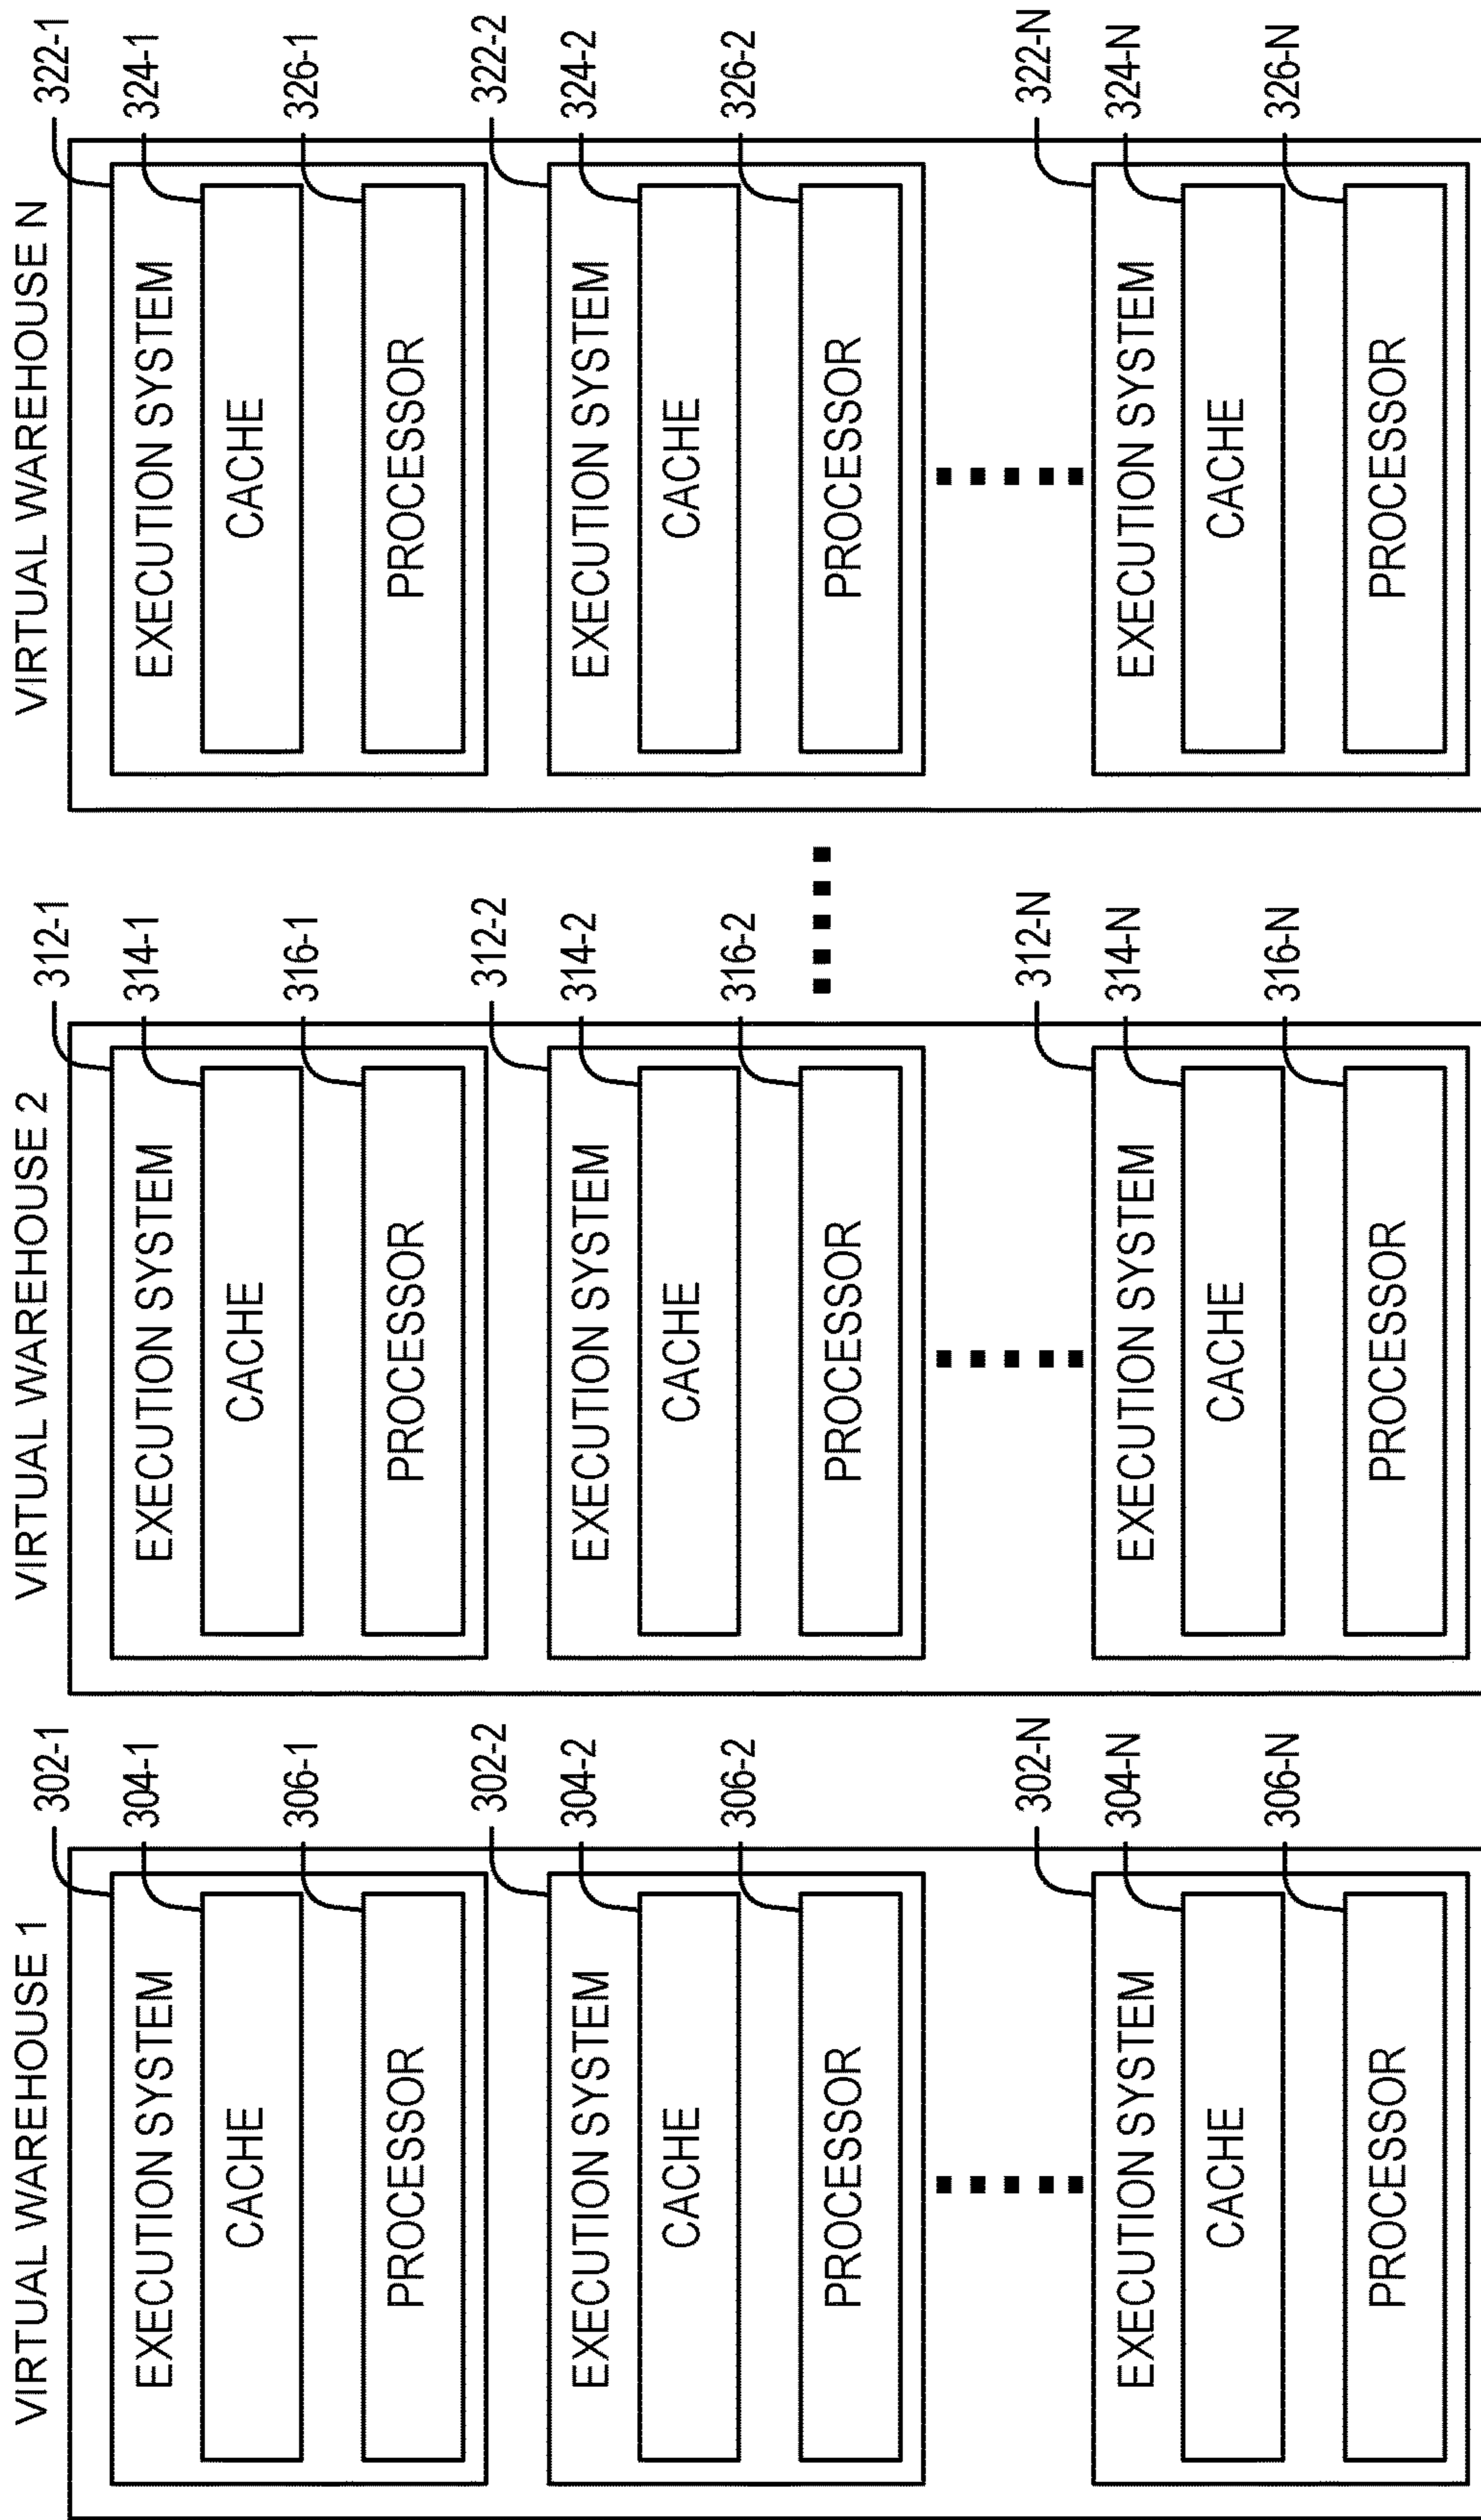 VIRTUAL WAREHOUSE 1
302-1
EXECUTION SYSTEM
304-1
CACHE
306-1
PROCESSOR
302-2
EXECUTION SYSTEM
304-2
CACHE
306-2
PROCESSOR
302-N
EXECUTION SYSTEM
304-N
CACHE
306-N
PROCESSOR
VIRTUAL WAREHOUSE 2
312-1
EXECUTION SYSTEM
314-1
CACHE
316-1
PROCESSOR
312-2
EXECUTION SYSTEM
314-2
CACHE
316-2
PROCESSOR
312-N
EXECUTION SYSTEM
314-N
CACHE
316-N
PROCESSOR
VIRTUAL WAREHOUSE N
322-1
EXECUTION SYSTEM
324-1
CACHE
326-1
PROCESSOR
322-2
EXECUTION SYSTEM
324-2
CACHE
326-2
PROCESSOR
322-N
EXECUTION SYSTEM
324-N
CACHE
326-N
PROCESSOR